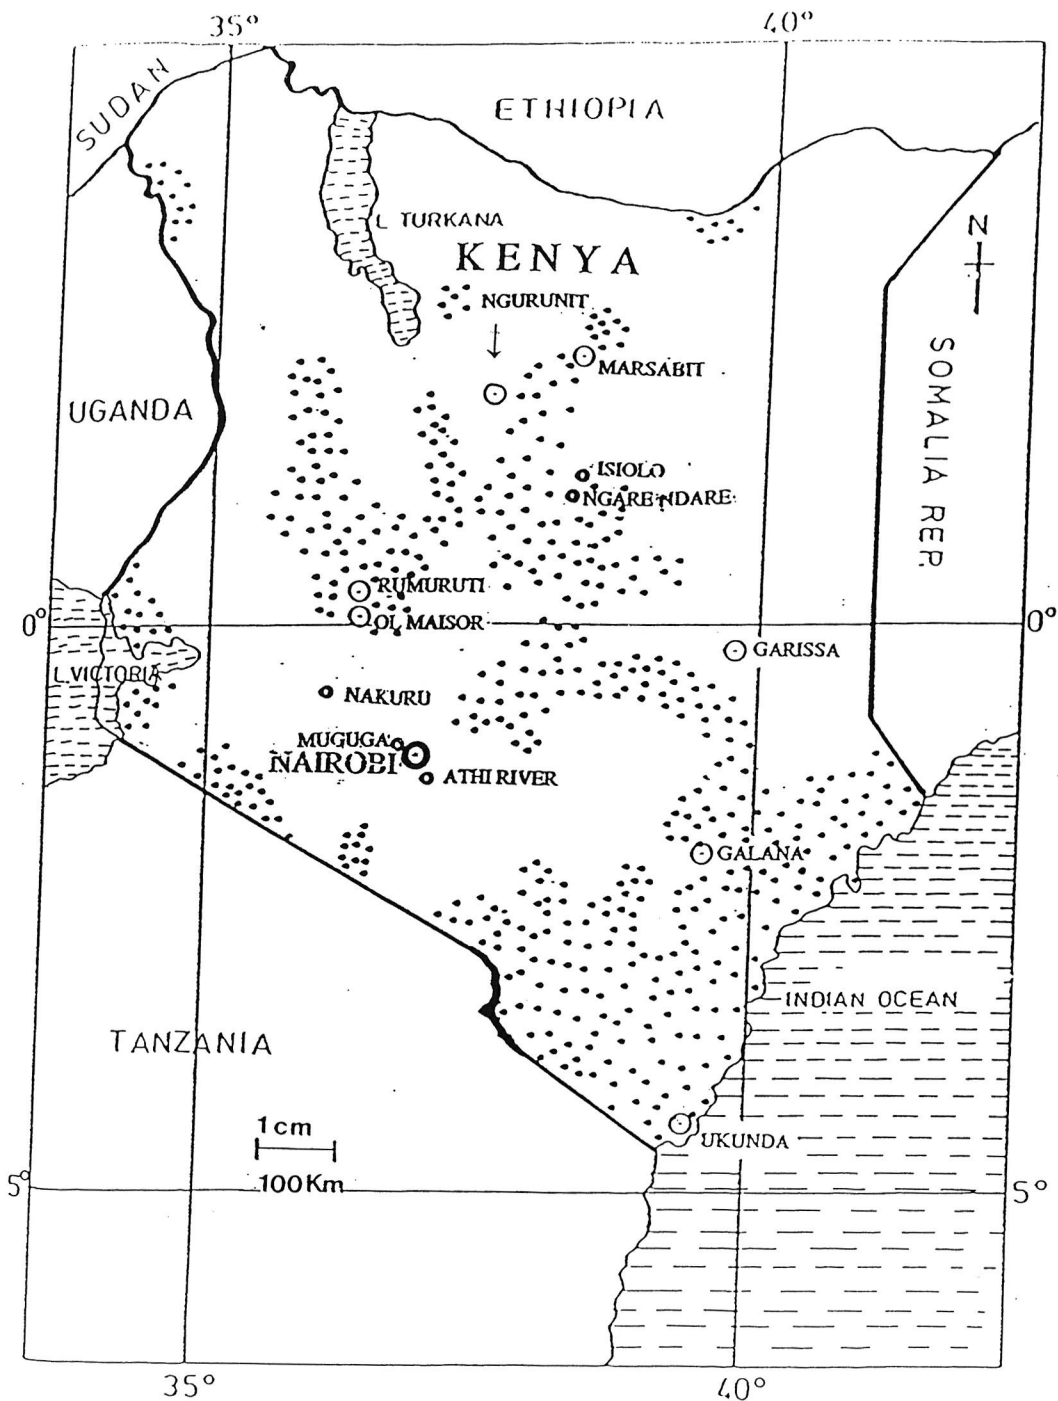 35°
40°
SUDAN
ETHIOPIA
L. TURKANA
N
KENYA
NGURUNIT
MARSABIT
SOMALIA REP.
UGANDA
ISIOLO
NGARE NDARE
RUMURUTI
OL MAISOR
0°
0°
GARISSA
L. VICTORIA
NAKURU
MUGUGA
NAIROBI
ATHI RIVER
GALANA
INDIAN OCEAN
TANZANIA
1 cm
UKUNDA
100 Km
5°
5°
35°
40°